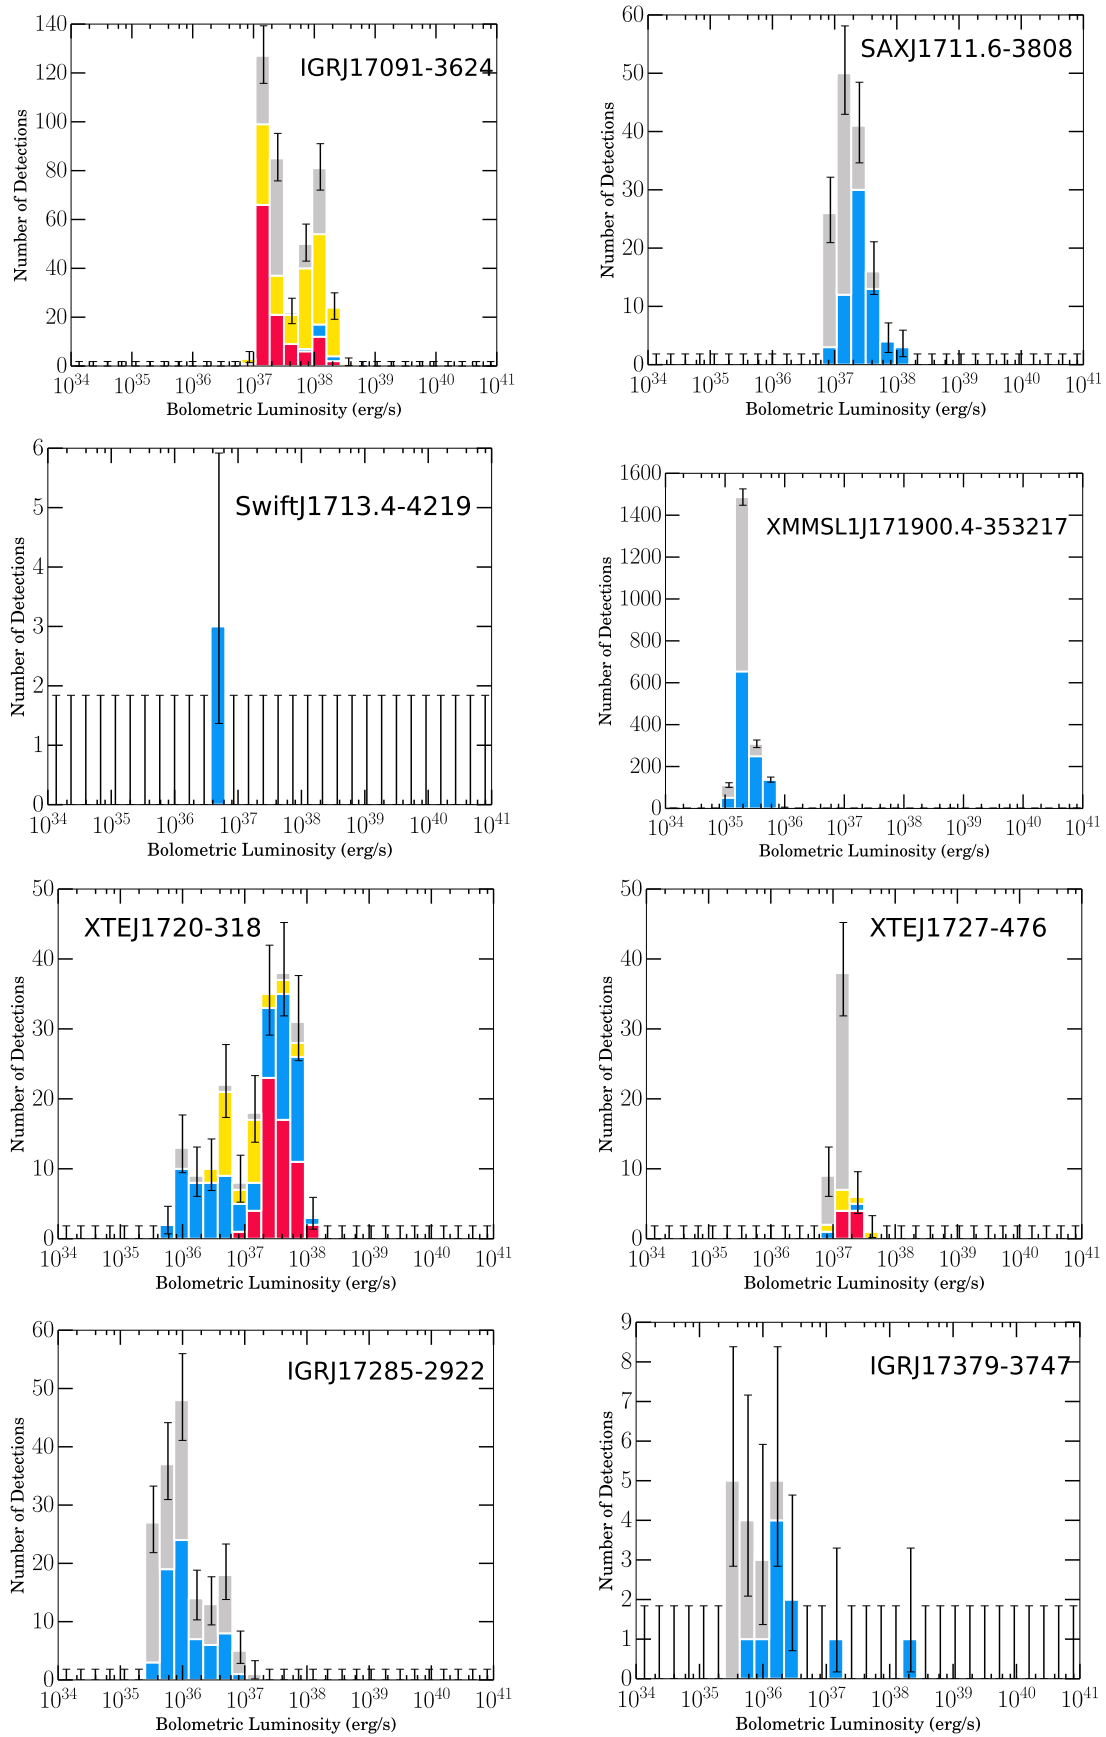 IGRJ17091-3624
Number of Detections
140
120
100
80
60
40
20
0
10^34 10^35 10^36 10^37 10^38 10^39 10^40 10^41
Bolometric Luminosity (erg/s)
SAXJ1711.6-3808
Number of Detections
60
50
40
30
20
10
0
10^34 10^35 10^36 10^37 10^38 10^39 10^40 10^41
Bolometric Luminosity (erg/s)
SwiftJ1713.4-4219
Number of Detections
6
5
4
3
2
1
0
10^34 10^35 10^36 10^37 10^38 10^39 10^40 10^41
Bolometric Luminosity (erg/s)
XMMSL1J171900.4-353217
Number of Detections
1600
1400
1200
1000
800
600
400
200
0
10^34 10^35 10^36 10^37 10^38 10^39 10^40 10^41
Bolometric Luminosity (erg/s)
XTEJ1720-318
Number of Detections
50
40
30
20
10
0
10^34 10^35 10^36 10^37 10^38 10^39 10^40 10^41
Bolometric Luminosity (erg/s)
XTEJ1727-476
Number of Detections
50
40
30
20
10
0
10^34 10^35 10^36 10^37 10^38 10^39 10^40 10^41
Bolometric Luminosity (erg/s)
IGRJ17285-2922
Number of Detections
60
50
40
30
20
10
0
10^34 10^35 10^36 10^37 10^38 10^39 10^40 10^41
Bolometric Luminosity (erg/s)
IGRJ17379-3747
Number of Detections
9
8
7
6
5
4
3
2
1
0
10^34 10^35 10^36 10^37 10^38 10^39 10^40 10^41
Bolometric Luminosity (erg/s)